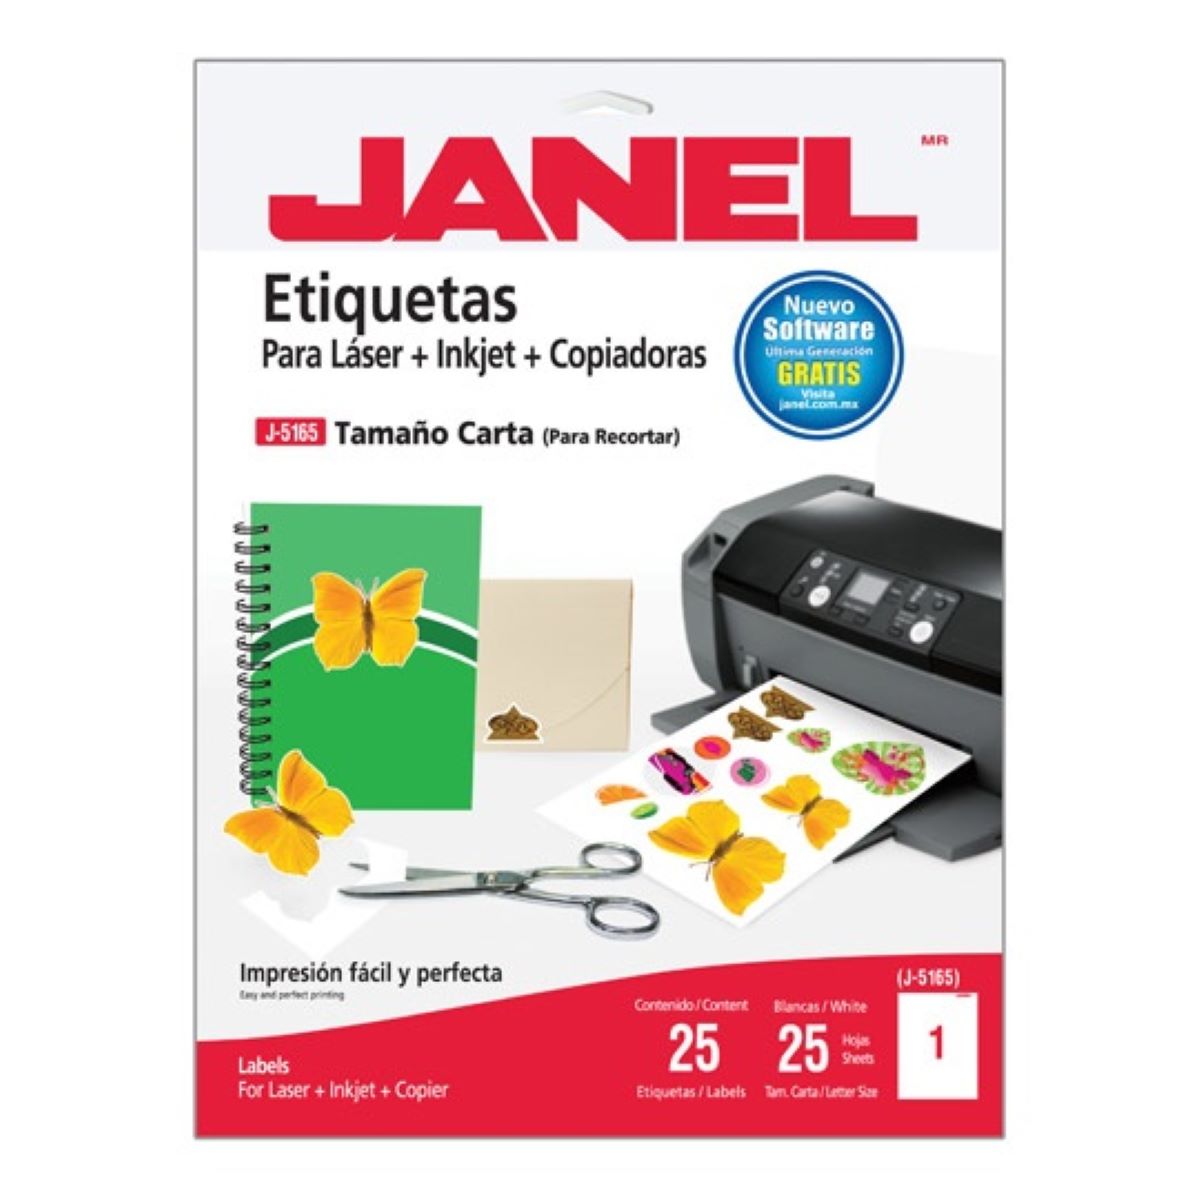 JANEL
MR
Etiquetas
Para Láser + Inkjet + Copiadoras
Nuevo
Software
Última Generación
GRATIS
Visita
janel.com.mx
J-5165 Tamaño Carta (Para Recortar)
Impresión fácil y perfecta
Easy and perfect printing
Labels
For Laser + Inkjet + Copier
Contenido / Content
25
Etiquetas / Labels
Blancas / White
25 Hojas
Sheets
Tam. Carta / Letter Size
(J-5165)
1